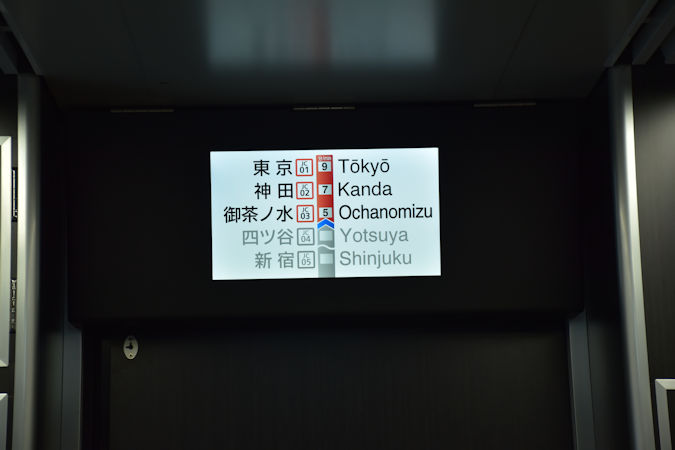 東京 JC 01 9 Tōkyō
神田 JC 02 7 Kanda
御茶ノ水 JC 03 5 Ochanomizu
四ツ谷 JC 04 Yotsuya
新宿 JC 05 Shinjuku